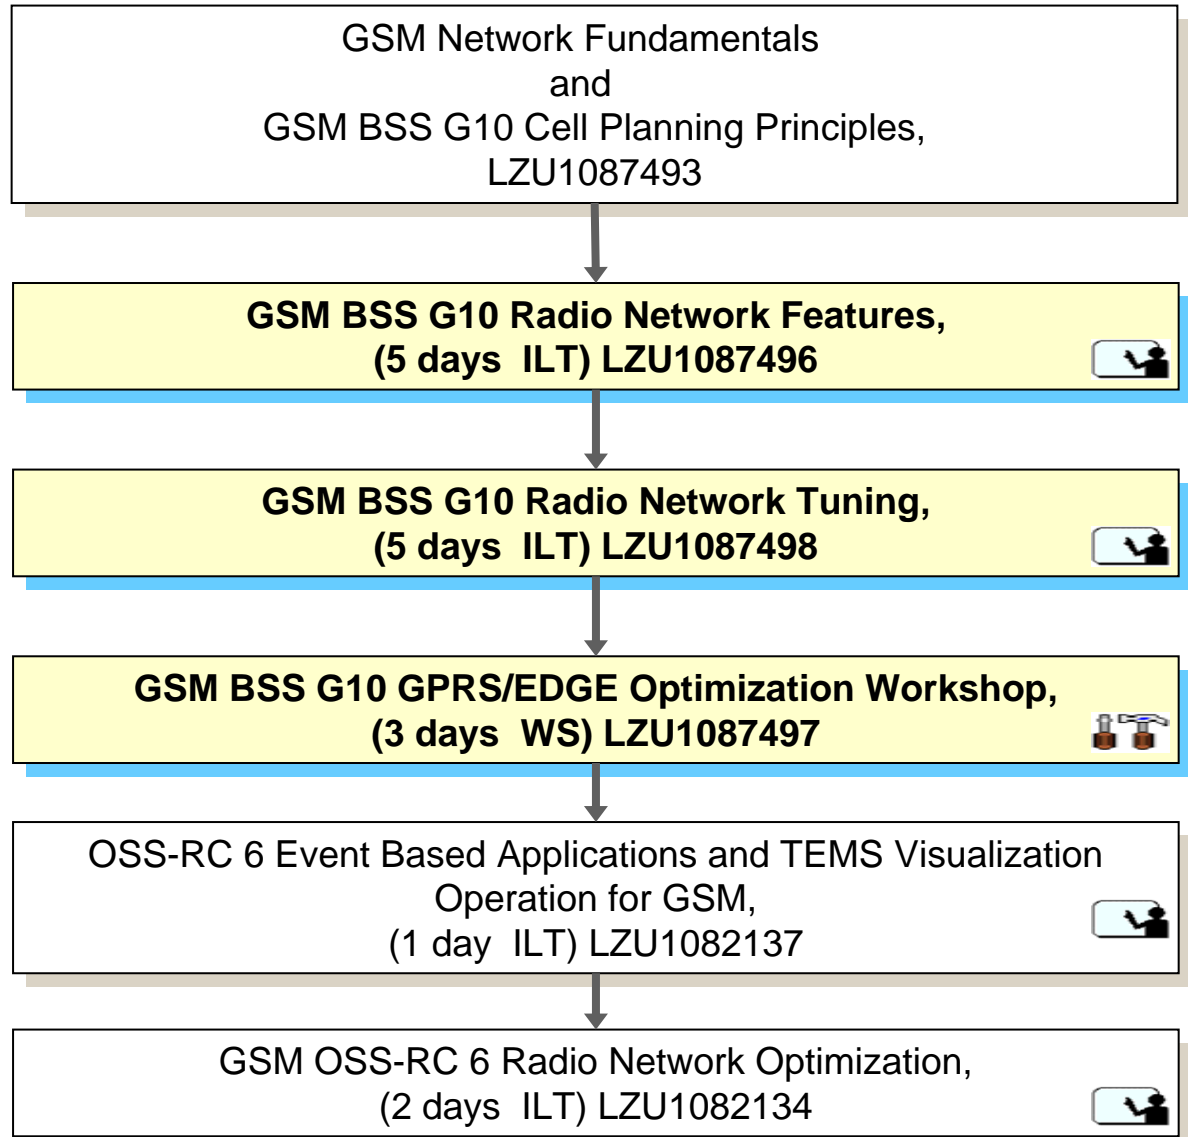 GSM Network Fundamentals
and
GSM BSS G10 Cell Planning Principles,
LZU1087493
GSM BSS G10 Radio Network Features,
(5 days  ILT) LZU1087496
GSM BSS G10 Radio Network Tuning,
(5 days  ILT) LZU1087498
GSM BSS G10 GPRS/EDGE Optimization Workshop,
(3 days  WS) LZU1087497
OSS-RC 6 Event Based Applications and TEMS Visualization
Operation for GSM,
(1 day  ILT) LZU1082137
GSM OSS-RC 6 Radio Network Optimization,
(2 days  ILT) LZU1082134